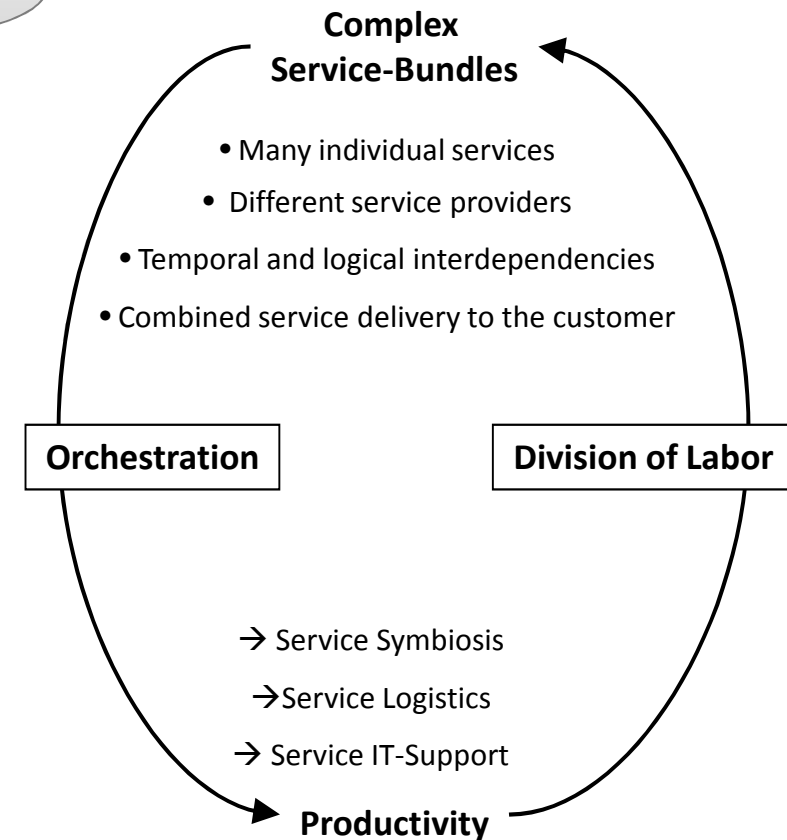 Complex
Service-Bundles
• Many individual services
• Different service providers
• Temporal and logical interdependencies
• Combined service delivery to the customer
Orchestration
Division of Labor
→ Service Symbiosis
→Service Logistics
→ Service IT-Support
Productivity